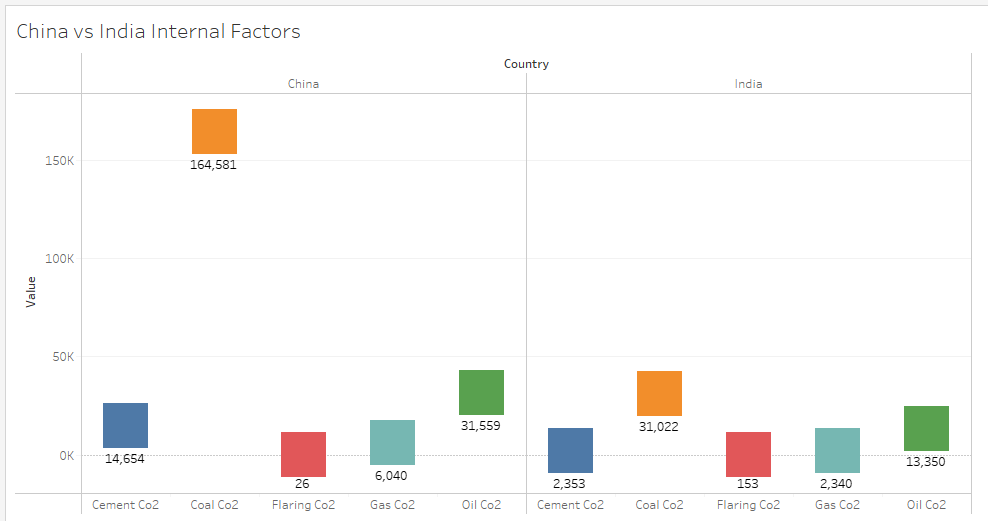 China vs India Internal Factors
Country
China India
150K
100K
50K
0K
Value
164,581
14,654
26
6,040
31,559
2,353
31,022
153
2,340
13,350
Cement Co2 Coal Co2 Flaring Co2 Gas Co2 Oil Co2 Cement Co2 Coal Co2 Flaring Co2 Gas Co2 Oil Co2